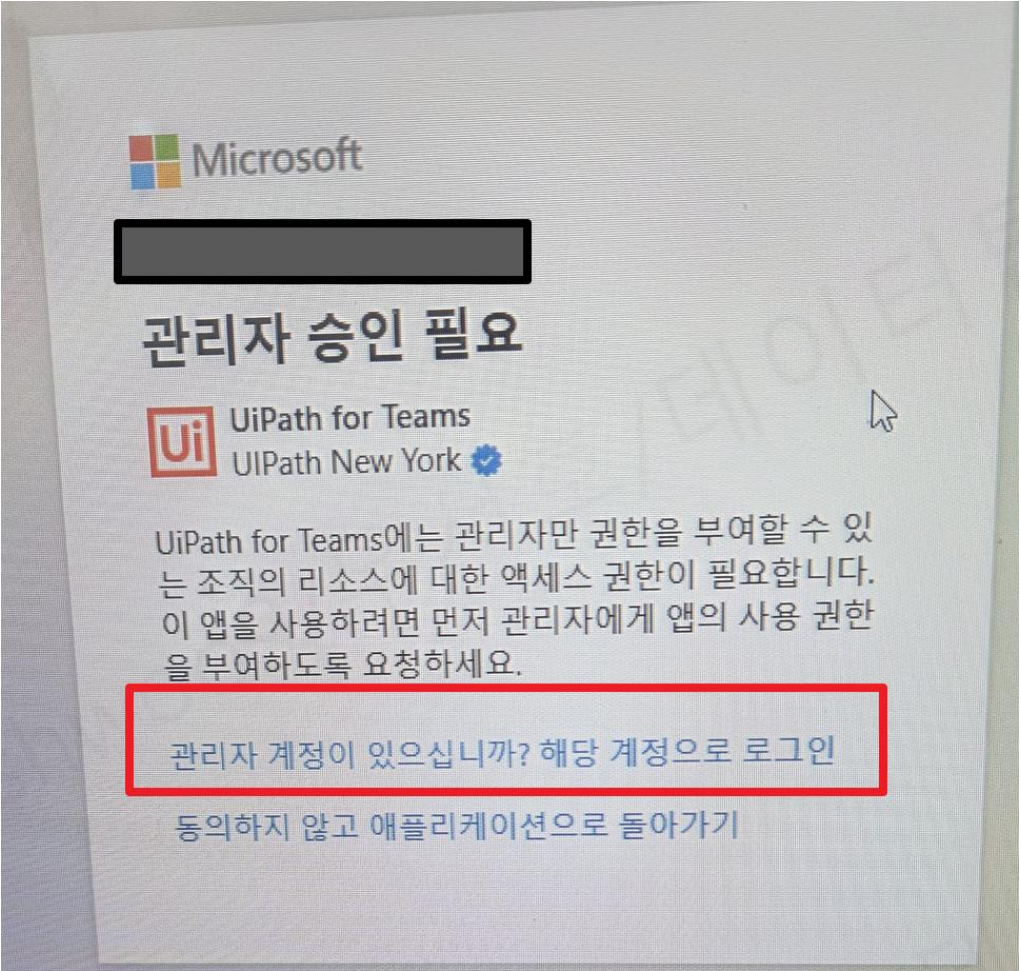 Microsoft
관리자 승인 필요
Ui
UiPath for Teams
UIPath New York
UiPath for Teams에는 관리자만 권한을 부여할 수 있
는 조직의 리소스에 대한 액세스 권한이 필요합니다.
이 앱을 사용하려면 먼저 관리자에게 앱의 사용 권한
을 부여하도록 요청하세요.
관리자 계정이 있으십니까? 해당 계정으로 로그인
동의하지 않고 애플리케이션으로 돌아가기